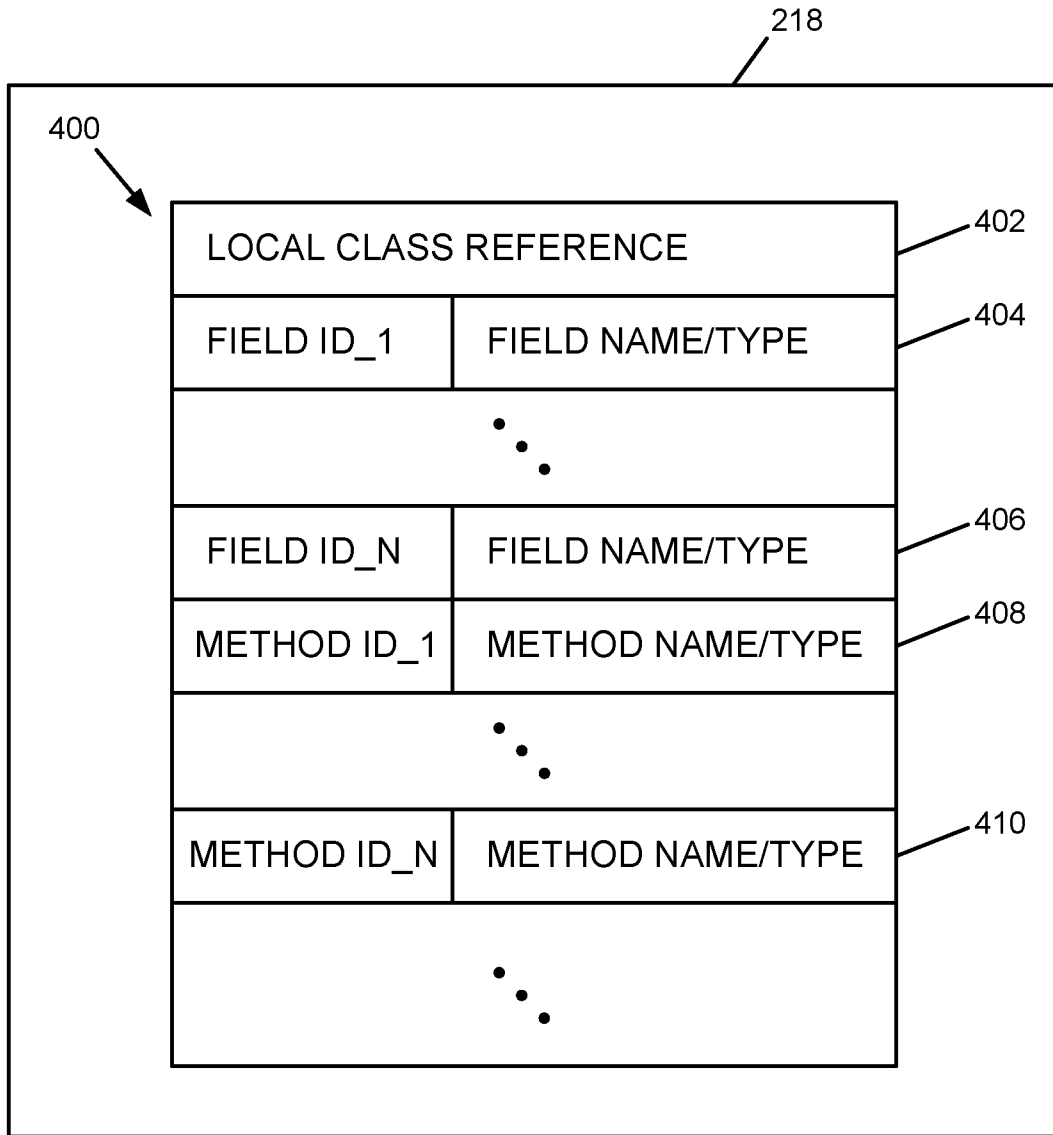 218
400
LOCAL CLASS REFERENCE
402
FIELD ID_1 FIELD NAME/TYPE
404
FIELD ID_N FIELD NAME/TYPE
406
METHOD ID_1 METHOD NAME/TYPE
408
METHOD ID_N METHOD NAME/TYPE
410